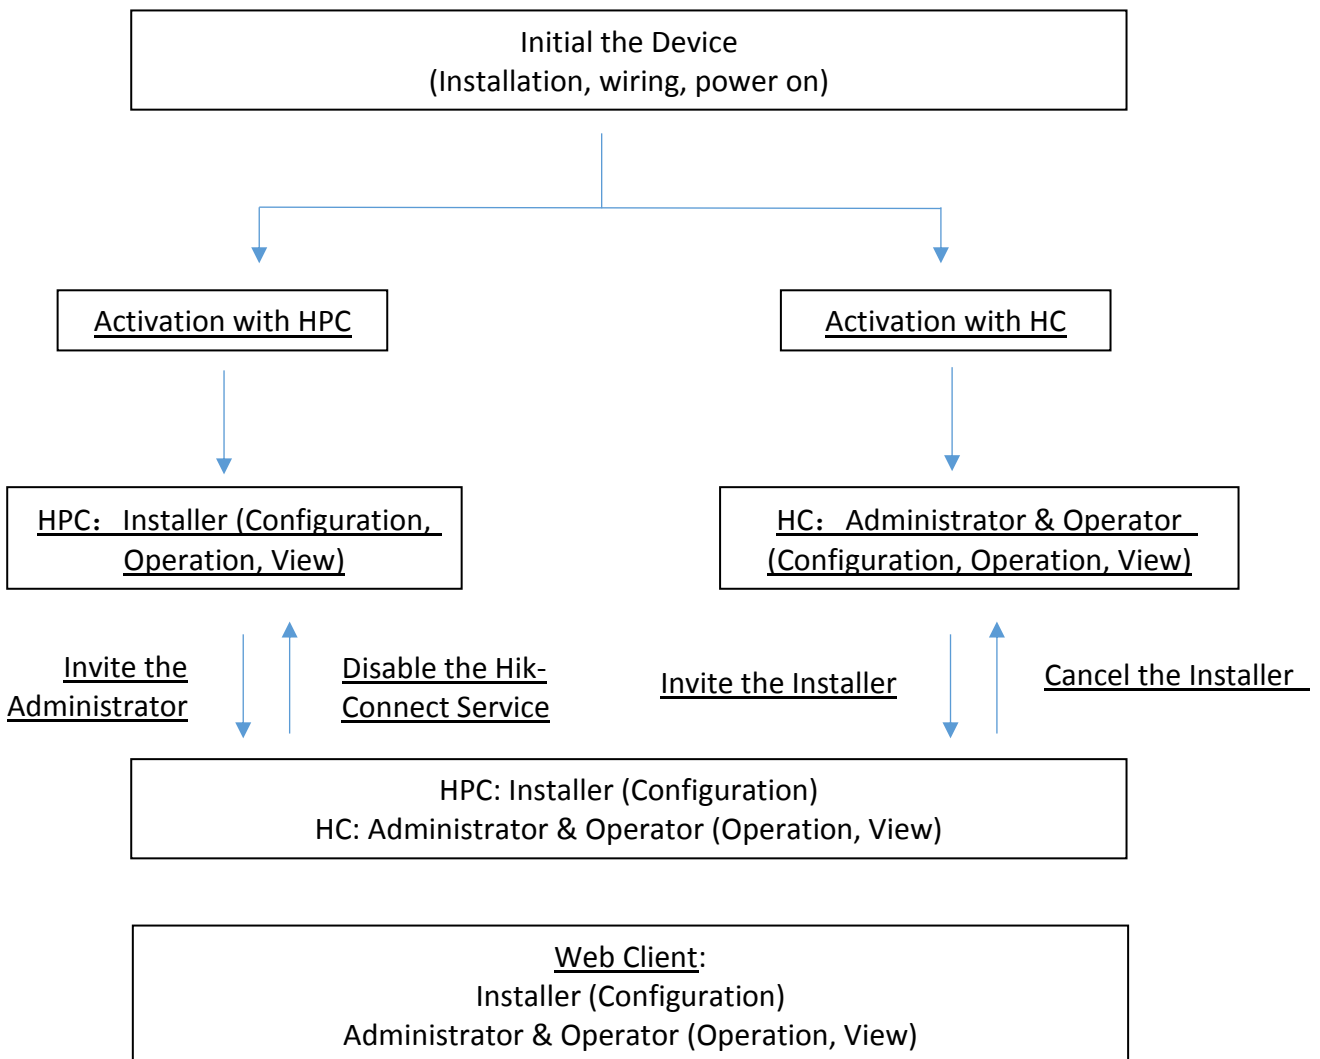 Initial the Device
(Installation, wiring, power on)
Activation with HPC
Activation with HC
HPC： Installer (Configuration,
Operation, View)
HC： Administrator & Operator
(Configuration, Operation, View)
Invite the
Administrator
Disable the Hik-
Connect Service
Invite the Installer
Cancel the Installer
HPC: Installer (Configuration)
HC: Administrator & Operator (Operation, View)
Web Client:
Installer (Configuration)
Administrator & Operator (Operation, View)